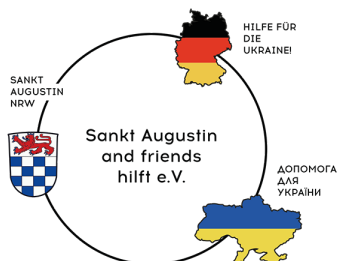 HILFE FÜR
DIE
UKRAINE!
SANKT
AUGUSTIN
NRW
Sankt Augustin
and friends
hilft e.V.
ДОПОМОГА
ДЛЯ
УКРАЇНИ